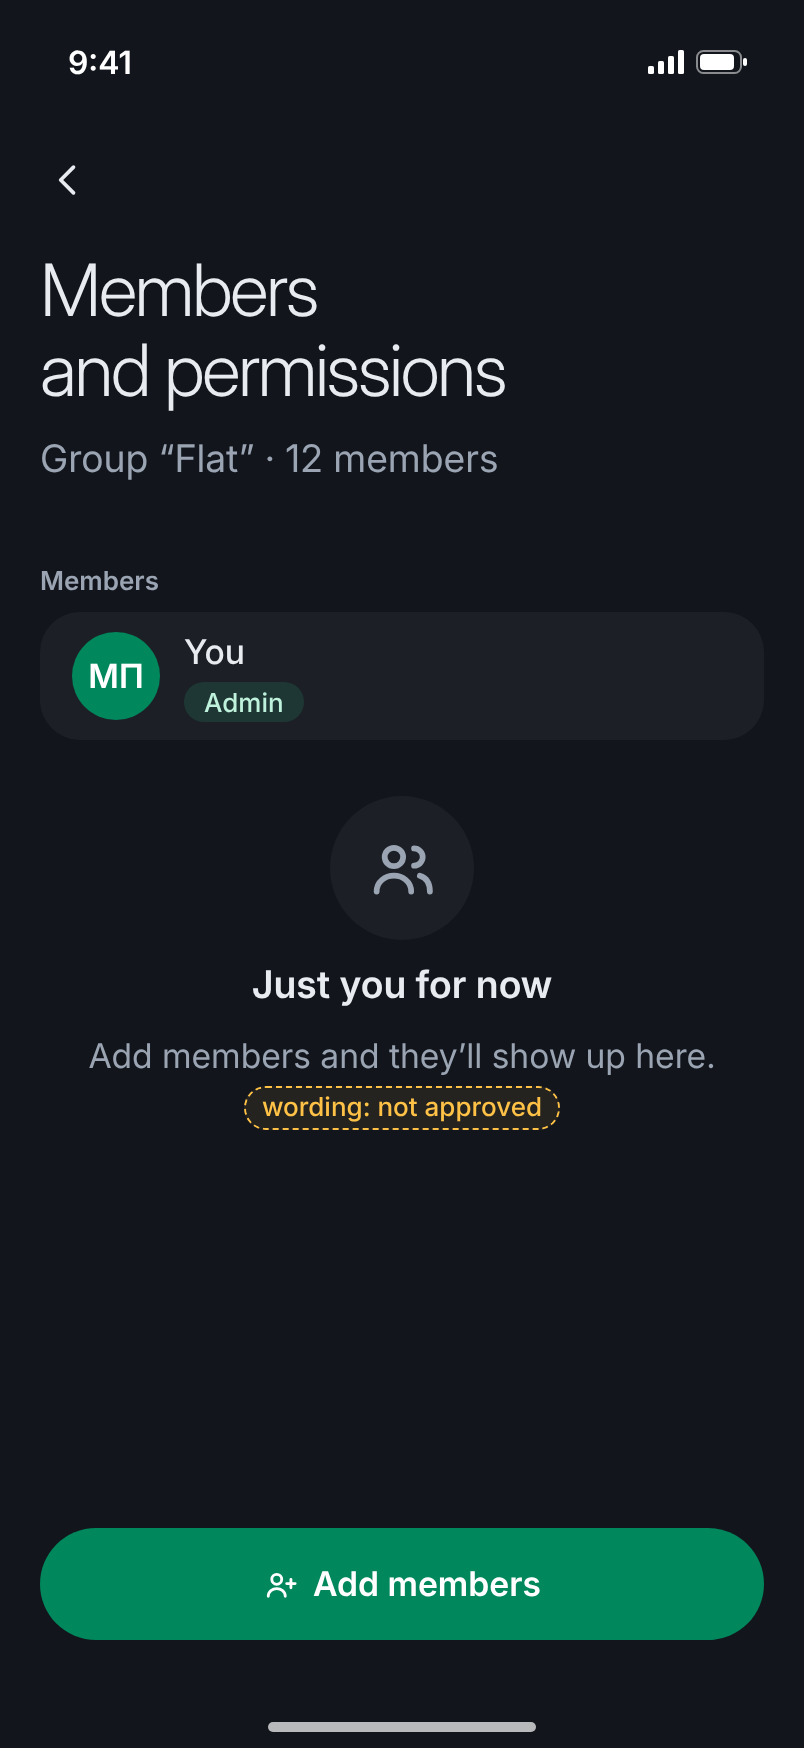 9:41
Members
and permissions
Group “Flat” · 12 members
Members
МП
You
Admin
Just you for now
Add members and they’ll show up here.
wording: not approved
Add members